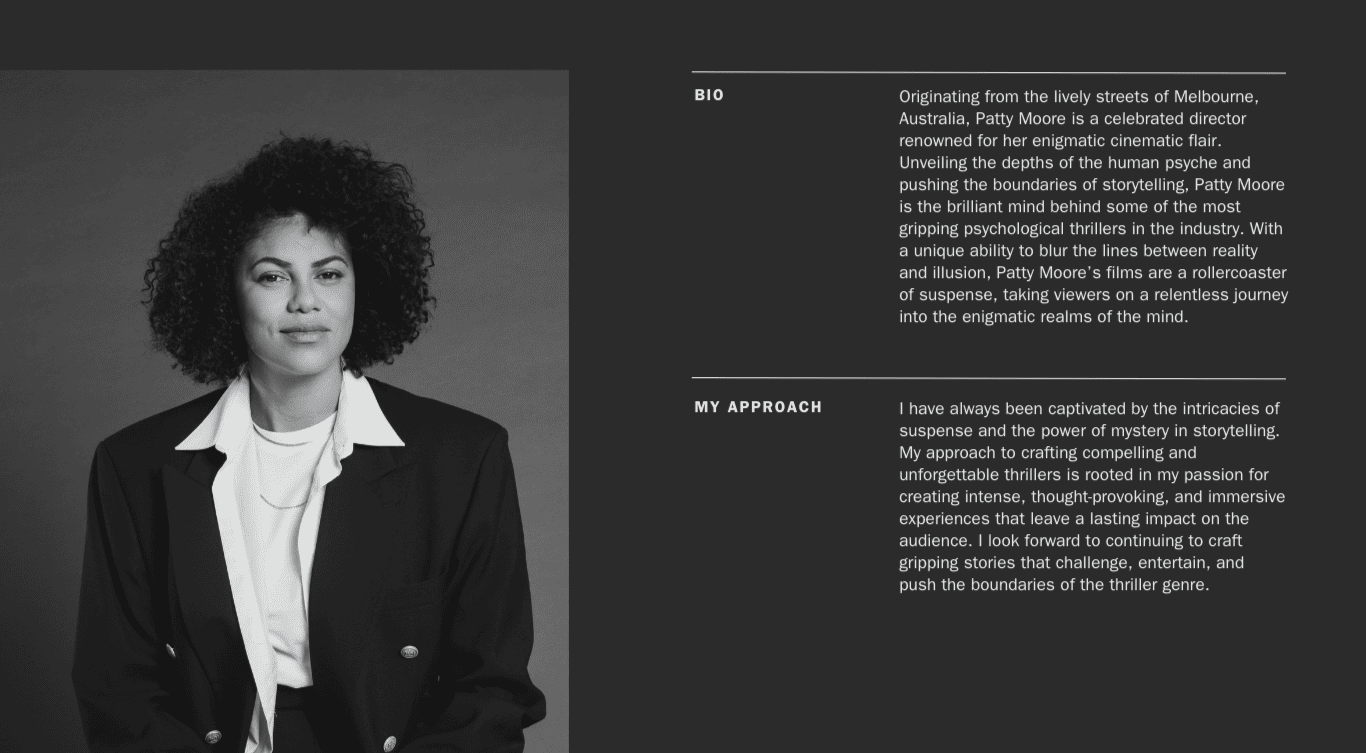 BIO
Originating from the lively streets of Melbourne,
Australia, Patty Moore is a celebrated director
renowned for her enigmatic cinematic flair.
Unveiling the depths of the human psyche and
pushing the boundaries of storytelling, Patty Moore
is the brilliant mind behind some of the most
gripping psychological thrillers in the industry. With
a unique ability to blur the lines between reality
and illusion, Patty Moore's films are a rollercoaster
of suspense, taking viewers on a relentless journey
into the enigmatic realms of the mind.
MY APPROACH
I have always been captivated by the intricacies of
suspense and the power of mystery in storytelling.
My approach to crafting compelling and
unforgettable thrillers is rooted in my passion for
creating intense, thought-provoking, and immersive
experiences that leave a lasting impact on the
audience. I look forward to continuing to craft
gripping stories that challenge, entertain, and
push the boundaries of the thriller genre.